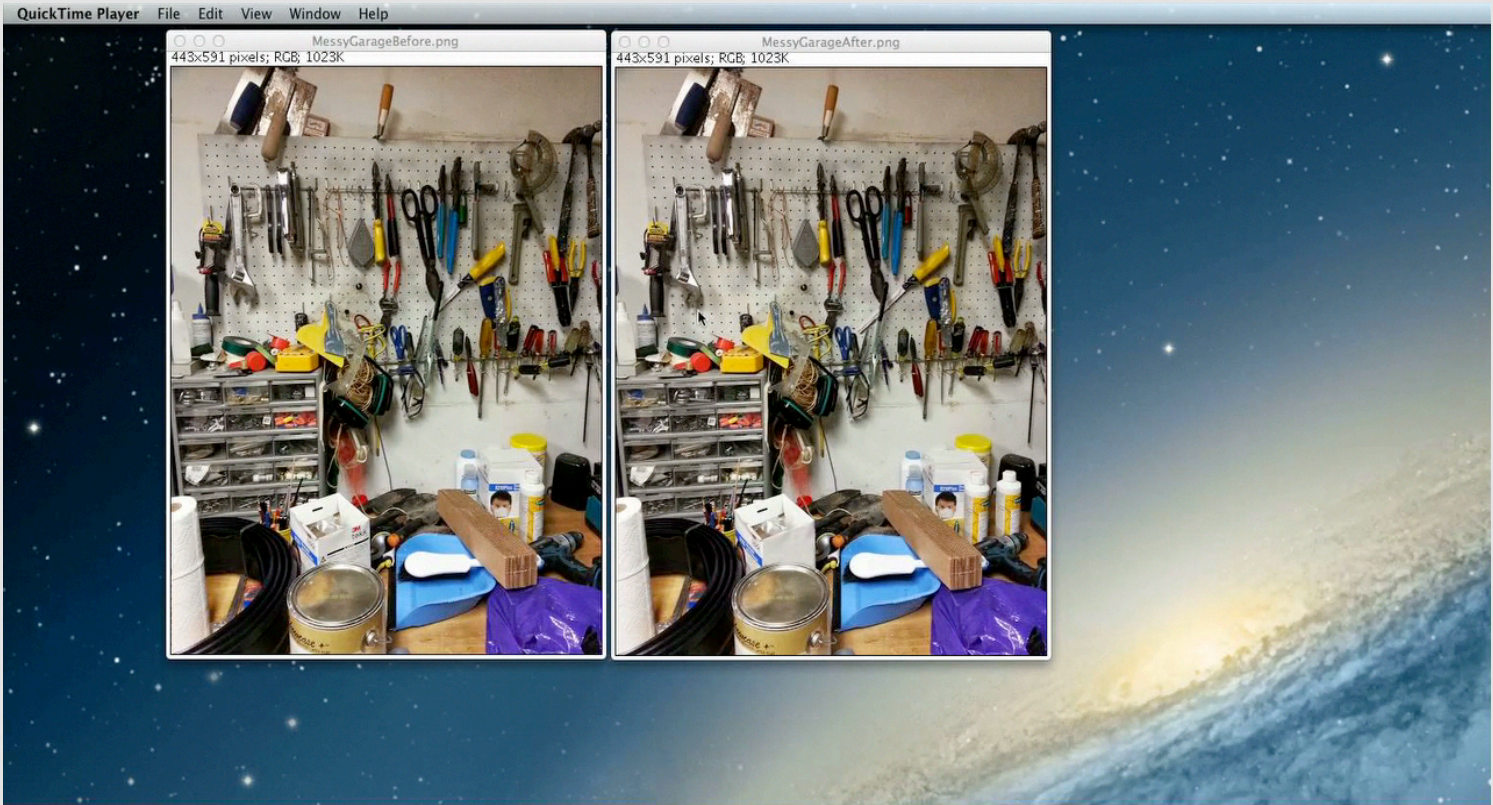 QuickTime Player File Edit View Window Help
MessyGarageBefore.png
443x591 pixels; RGB; 1023K
MessyGarageAfter.png
443x591 pixels; RGB; 1023K
3M